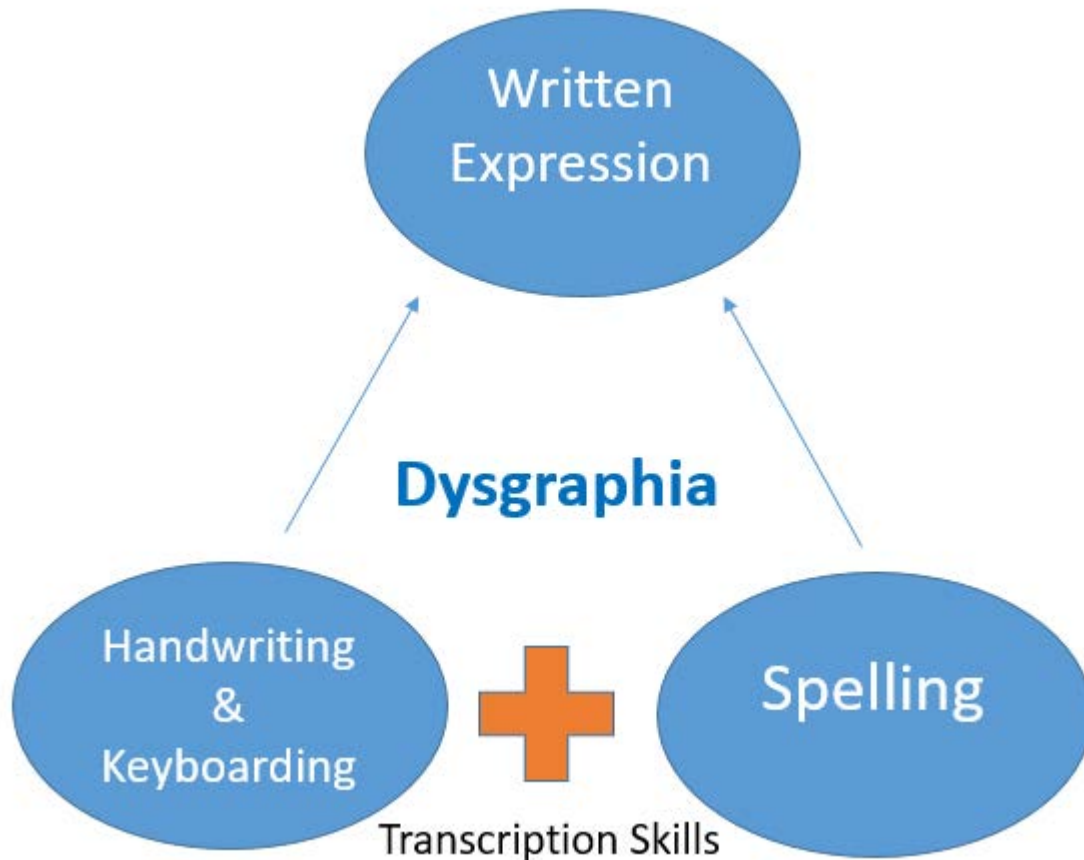 Written
Expression
Dysgraphia
Handwriting
&
Keyboarding
Spelling
Transcription Skills